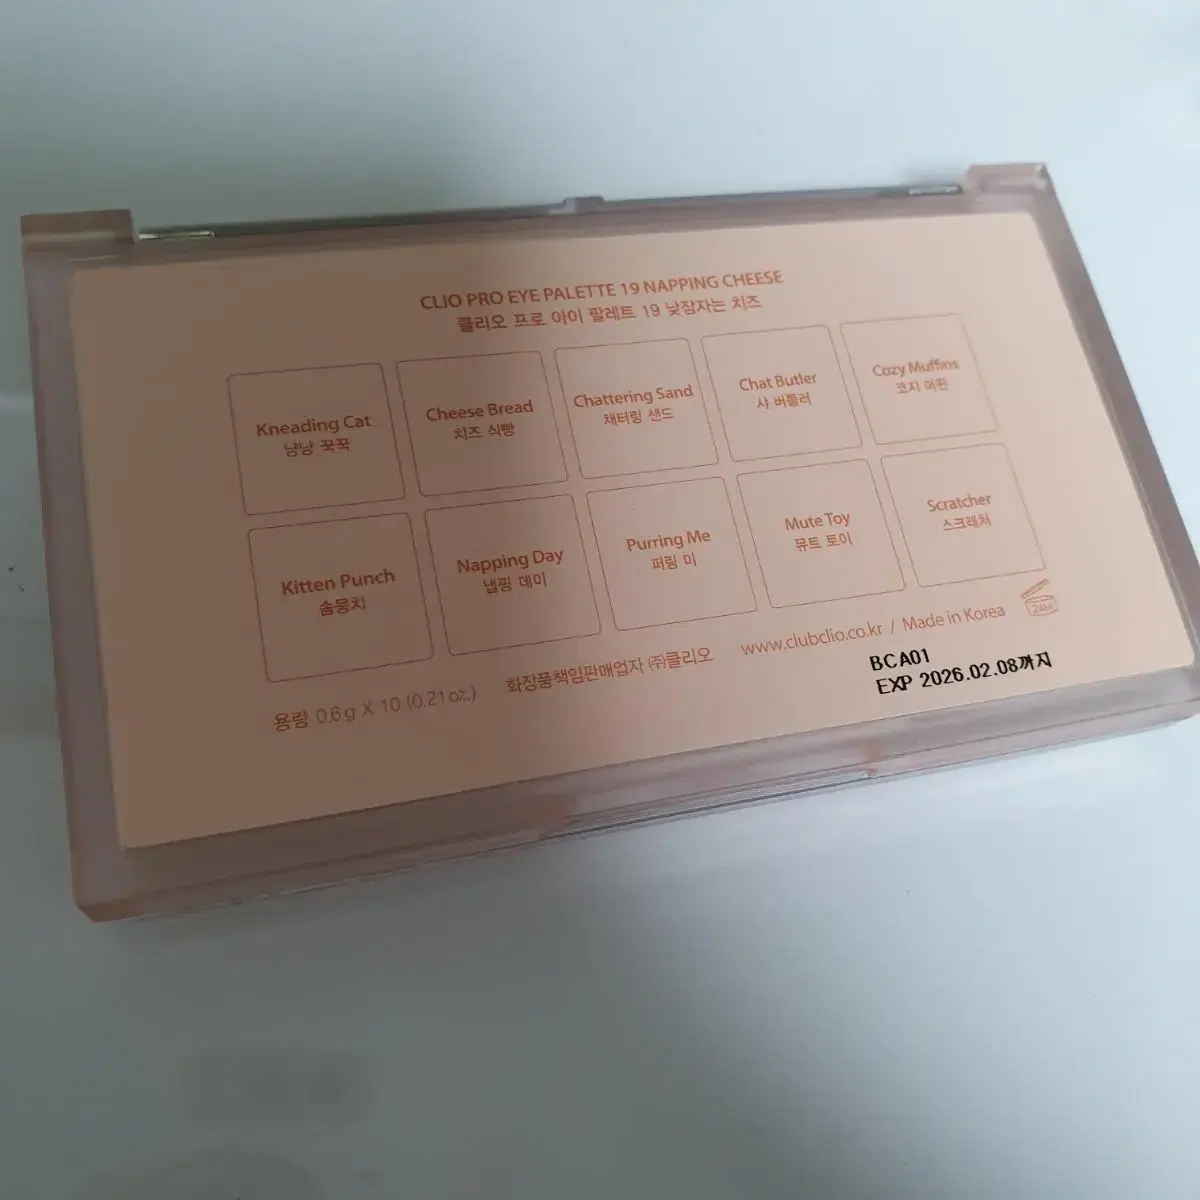 CLIO PRO EYE PALETTE 19 NAPPING CHEESE
클리오 프로 아이 팔레트 19 낮잠자는 치즈
Kneading Cat
냥냥 꾹꾹
Cheese Bread
치즈 식빵
Chattering Sand
채터링 샌드
Chat Butler
샤 버틀러
Cozy Muffins
코지 머핀
Kitten Punch
솜뭉치
Napping Day
냅핑 데이
Purring Me
퍼링 미
Mute Toy
뮤트 토이
Scratcher
스크래쳐
용량 0.6g X 10 (0.21oz.)
화장품책임판매업자 ㈜클리오
www.clubclio.co.kr / Made in Korea
24M
BCA01
EXP 2026.02.08까지